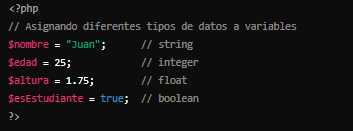 <?php
// Asignando diferentes tipos de datos a variables
$nombre = "Juan";      // string
$edad = 25;            // integer
$altura = 1.75;        // float
$esEstudiante = true;  // boolean
?>